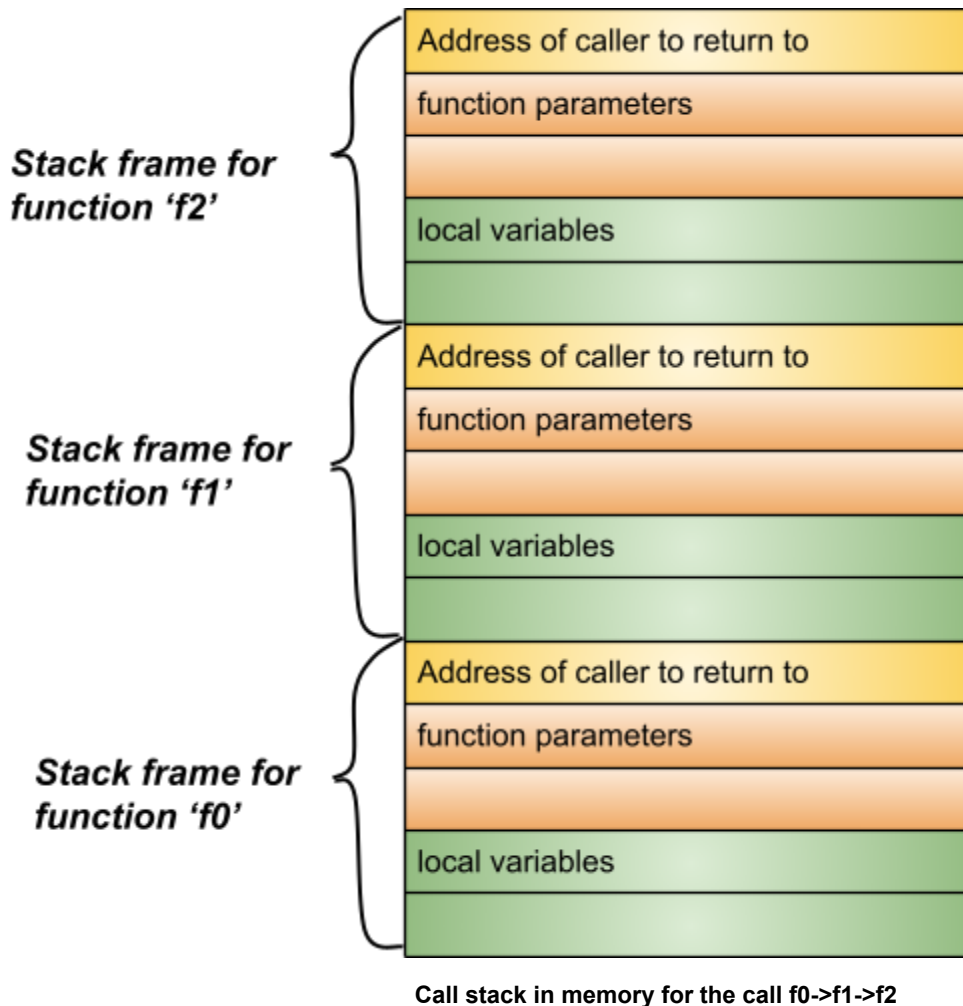 Address of caller to return to
function parameters
Stack frame for
function ‘f2’
local variables
Address of caller to return to
function parameters
Stack frame for
function ‘f1’
local variables
Address of caller to return to
function parameters
Stack frame for
function ‘f0’
local variables
Call stack in memory for the call f0->f1->f2